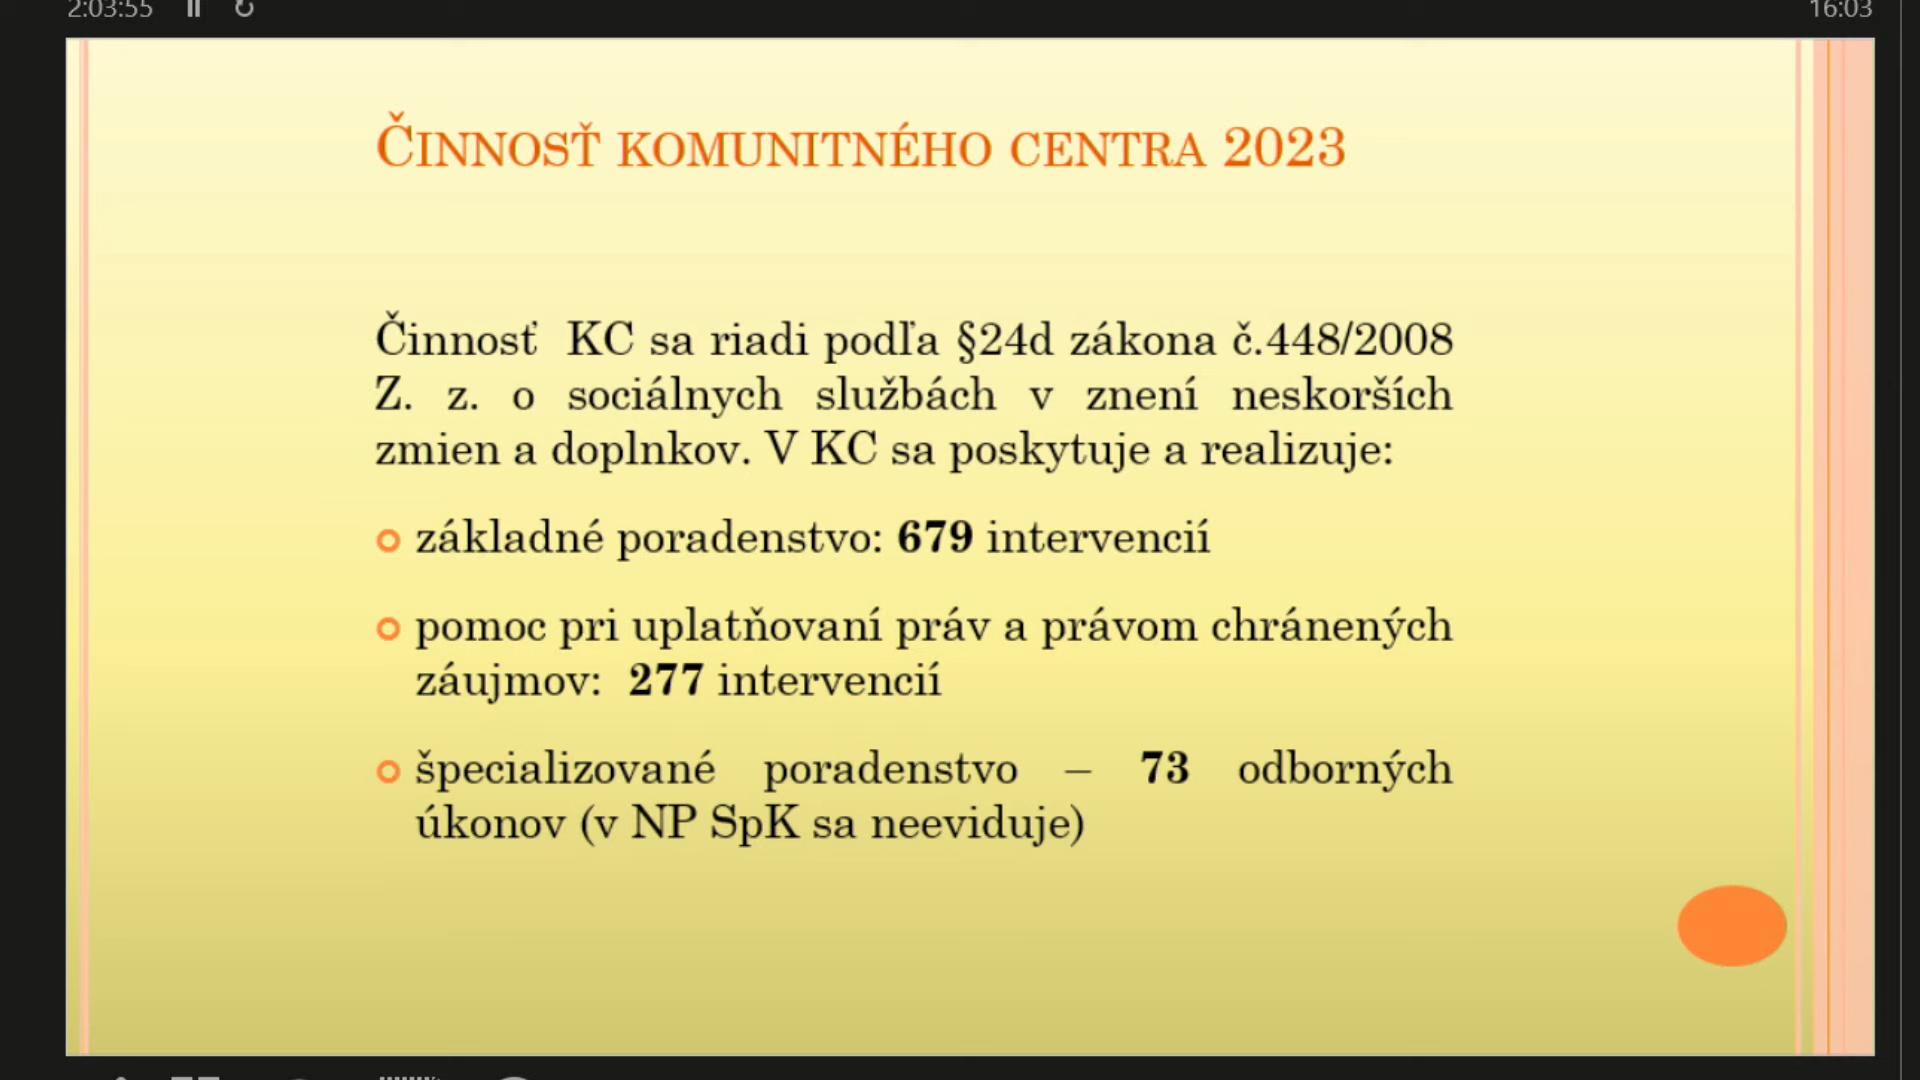 2:03:55
16:03
ČINNOSŤ KOMUNITNÉHO CENTRA 2023
Činnosť  KC sa riadi podľa §24d zákona č.448/2008
Z. z. o sociálnych službách v znení neskorších
zmien a doplnkov. V KC sa poskytuje a realizuje:
základné poradenstvo: 679 intervencií
pomoc pri uplatňovaní práv a právom chránených
záujmov:  277 intervencií
špecializované poradenstvo – 73 odborných
úkonov (v NP SpK sa neeviduje)